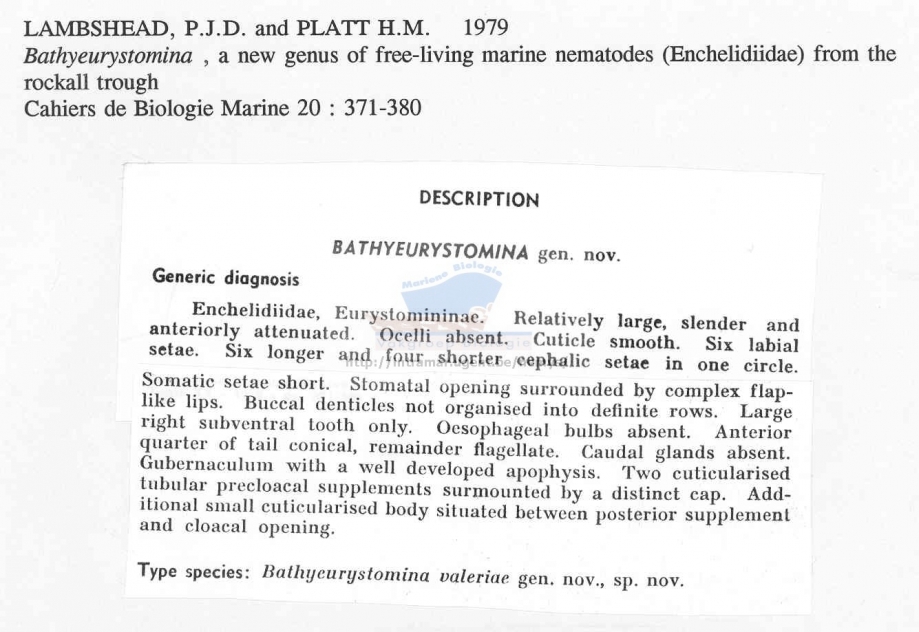 LAMBSHEAD, P.J.D. and PLATT H.M. 1979
Bathyeurystomina , a new genus of free-living marine nematodes (Enchelidiidae) from the
rockall trough
Cahiers de Biologie Marine 20 : 371-380
DESCRIPTION
BATHYEURYSTOMINA gen. nov.
Generic diagnosis
Mariene Biologie
Enchelidiidae, Eurystomininae. Relatively large, slender and
anteriorly attenuated. Ocelli absent. Cuticle smooth. Six labial
setae. Six longer and four shorter cephalic setae in one circle.
Somatic setae short. Stomatal opening surrounded by complex flap-
like lips. Buccal denticles not organised into definite rows. Large
right subventral tooth only. Oesophageal bulbs absent. Anterior
quarter of tail conical, remainder flagellate. Caudal glands absent.
Gubernaculum with a well developed apophysis. Two cuticularised
tubular precloacal supplements surmounted by a distinct cap. Add-
itional small cuticularised body situated between posterior supplement
and cloacal opening.
Type species: Bathyeurystomina valeriae gen. nov., sp. nov.